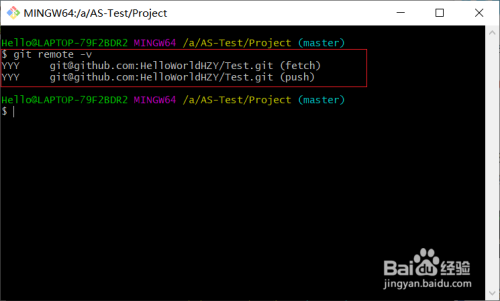 MINGW64:/a/AS-Test/Project
Hello@LAPTOP-79F2BDR2 MINGW64 /a/AS-Test/Project (master)
$ git remote -v
YYY     git@github.com:HelloWorldHZY/Test.git (fetch)
YYY     git@github.com:HelloWorldHZY/Test.git (push)
Hello@LAPTOP-79F2BDR2 MINGW64 /a/AS-Test/Project (master)
$
Bai度经验
jingyan.baidu.com